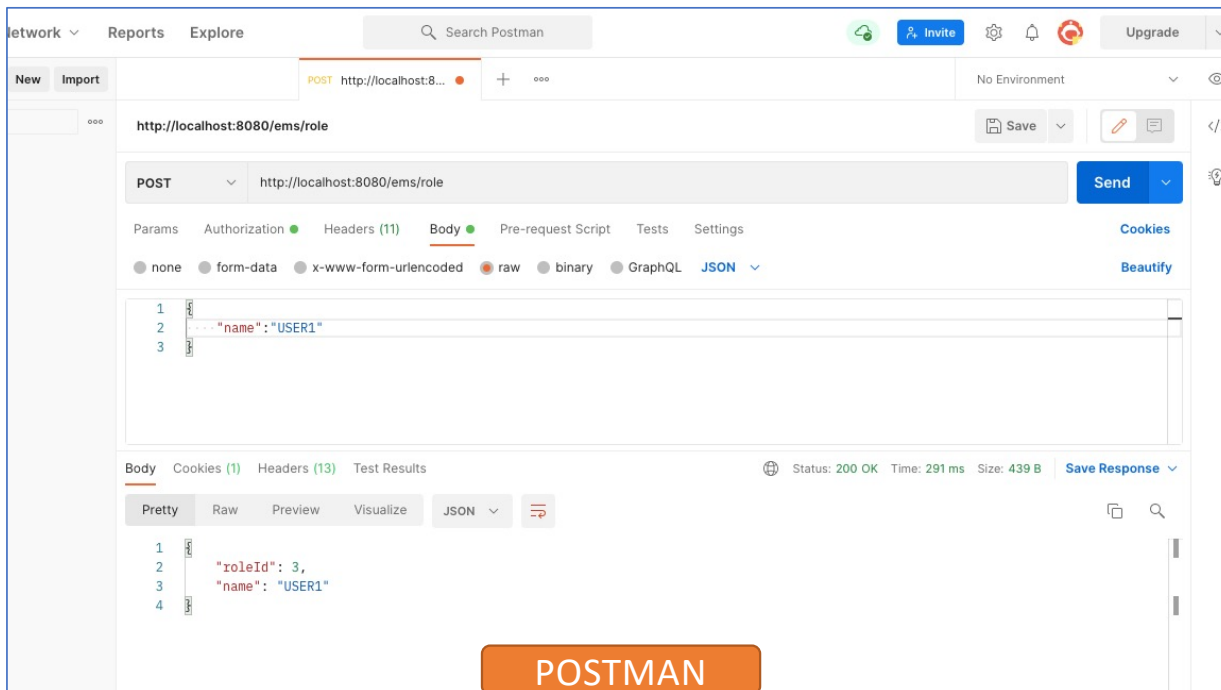 Network Reports Explore Search Postman Invite Upgrade
New Import POST http://localhost:8... No Environment
http://localhost:8080/ems/role Save
POST http://localhost:8080/ems/role Send
Params Authorization Headers (11) Body Pre-request Script Tests Settings Cookies
none form-data x-www-form-urlencoded raw binary GraphQL JSON Beautify
1 {
2 "name":"USER1"
3 }
Body Cookies (1) Headers (13) Test Results Status: 200 OK Time: 291 ms Size: 439 B Save Response
Pretty Raw Preview Visualize JSON
1 {
2 "roleId": 3,
3 "name": "USER1"
4 }
POSTMAN